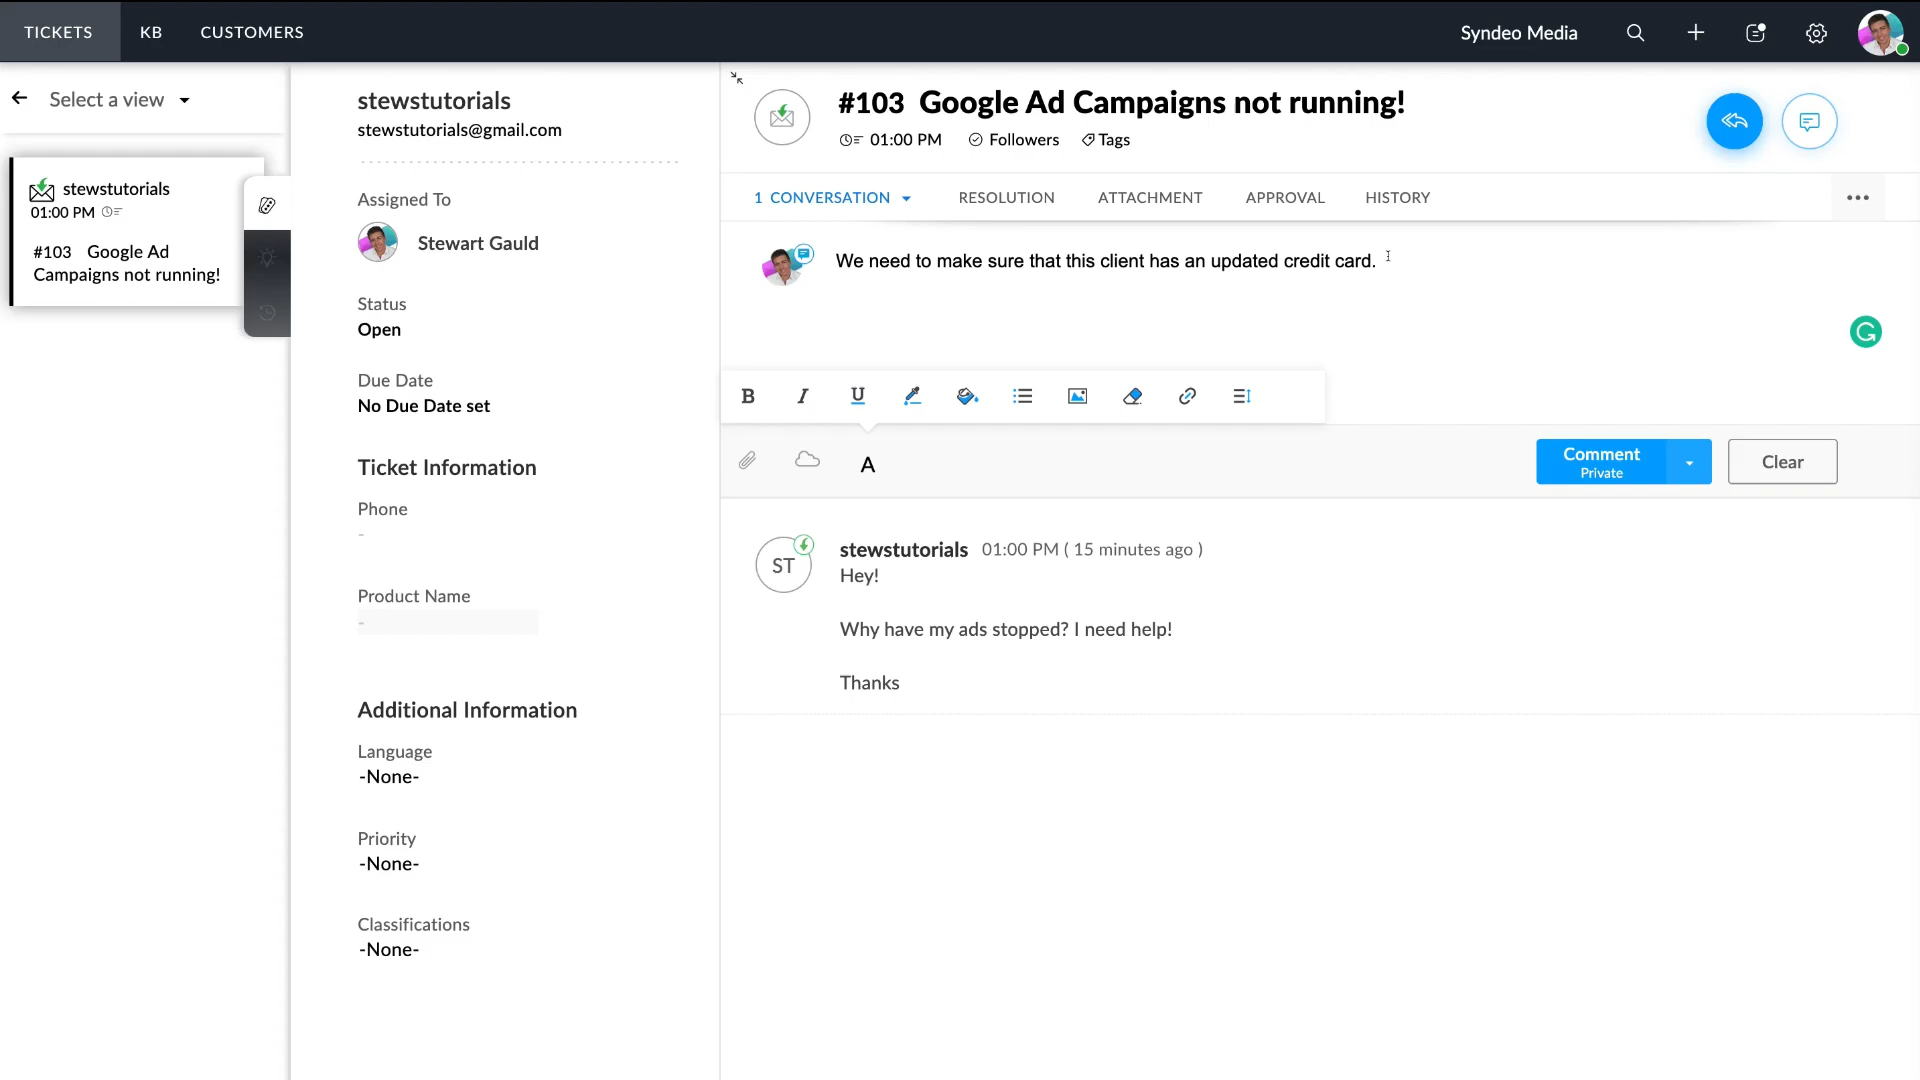 TICKETS KB CUSTOMERS Syndeo Media
Select a view
stewstutorials
01:00 PM
#103 Google Ad
Campaigns not running!
stewstutorials
stewstutorials@gmail.com
Assigned To
Stewart Gauld
Status
Open
Due Date
No Due Date set
Ticket Information
Phone
-
Product Name
-
Additional Information
Language
-None-
Priority
-None-
Classifications
-None-
#103 Google Ad Campaigns not running!
01:00 PM Followers Tags
1 CONVERSATION RESOLUTION ATTACHMENT APPROVAL HISTORY
We need to make sure that this client has an updated credit card.
B I U
A
Comment
Private
Clear
ST
stewstutorials 01:00 PM ( 15 minutes ago )
Hey!
Why have my ads stopped? I need help!
Thanks